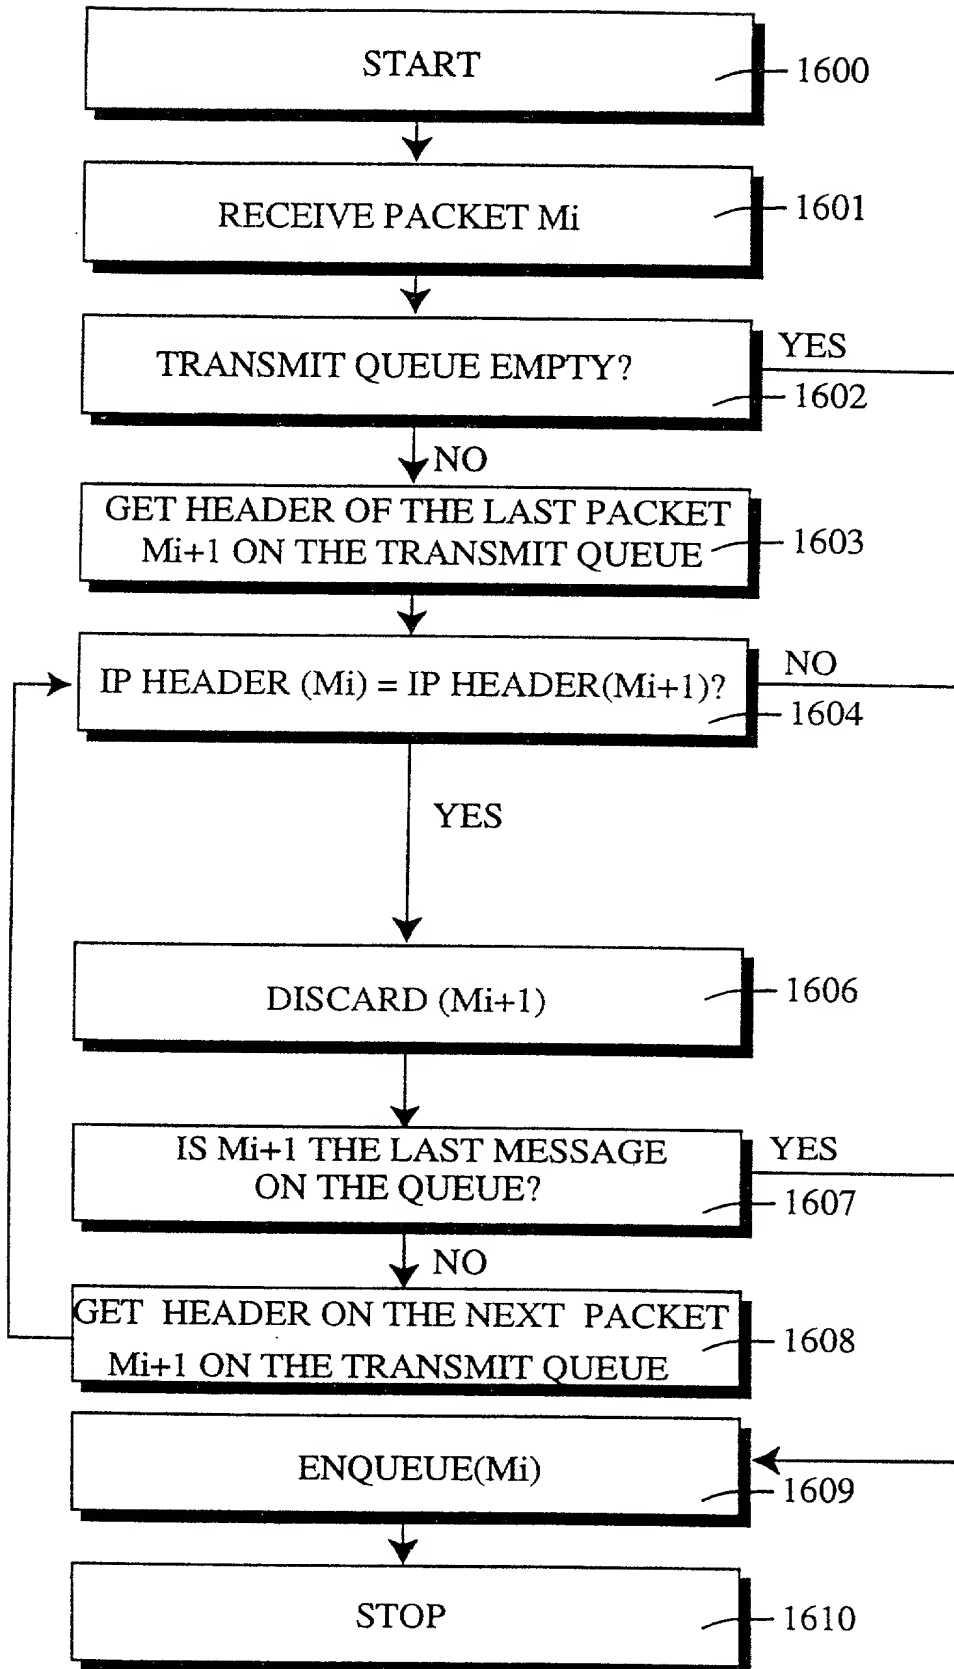 START
1600
RECEIVE PACKET Mi
1601
TRANSMIT QUEUE EMPTY?
YES
1602
NO
GET HEADER OF THE LAST PACKET
Mi+1 ON THE TRANSMIT QUEUE
1603
IP HEADER (Mi) = IP HEADER(Mi+1)?
NO
1604
YES
DISCARD (Mi+1)
1606
IS Mi+1 THE LAST MESSAGE
ON THE QUEUE?
YES
1607
NO
GET HEADER ON THE NEXT PACKET
Mi+1 ON THE TRANSMIT QUEUE
1608
ENQUEUE(Mi)
1609
STOP
1610